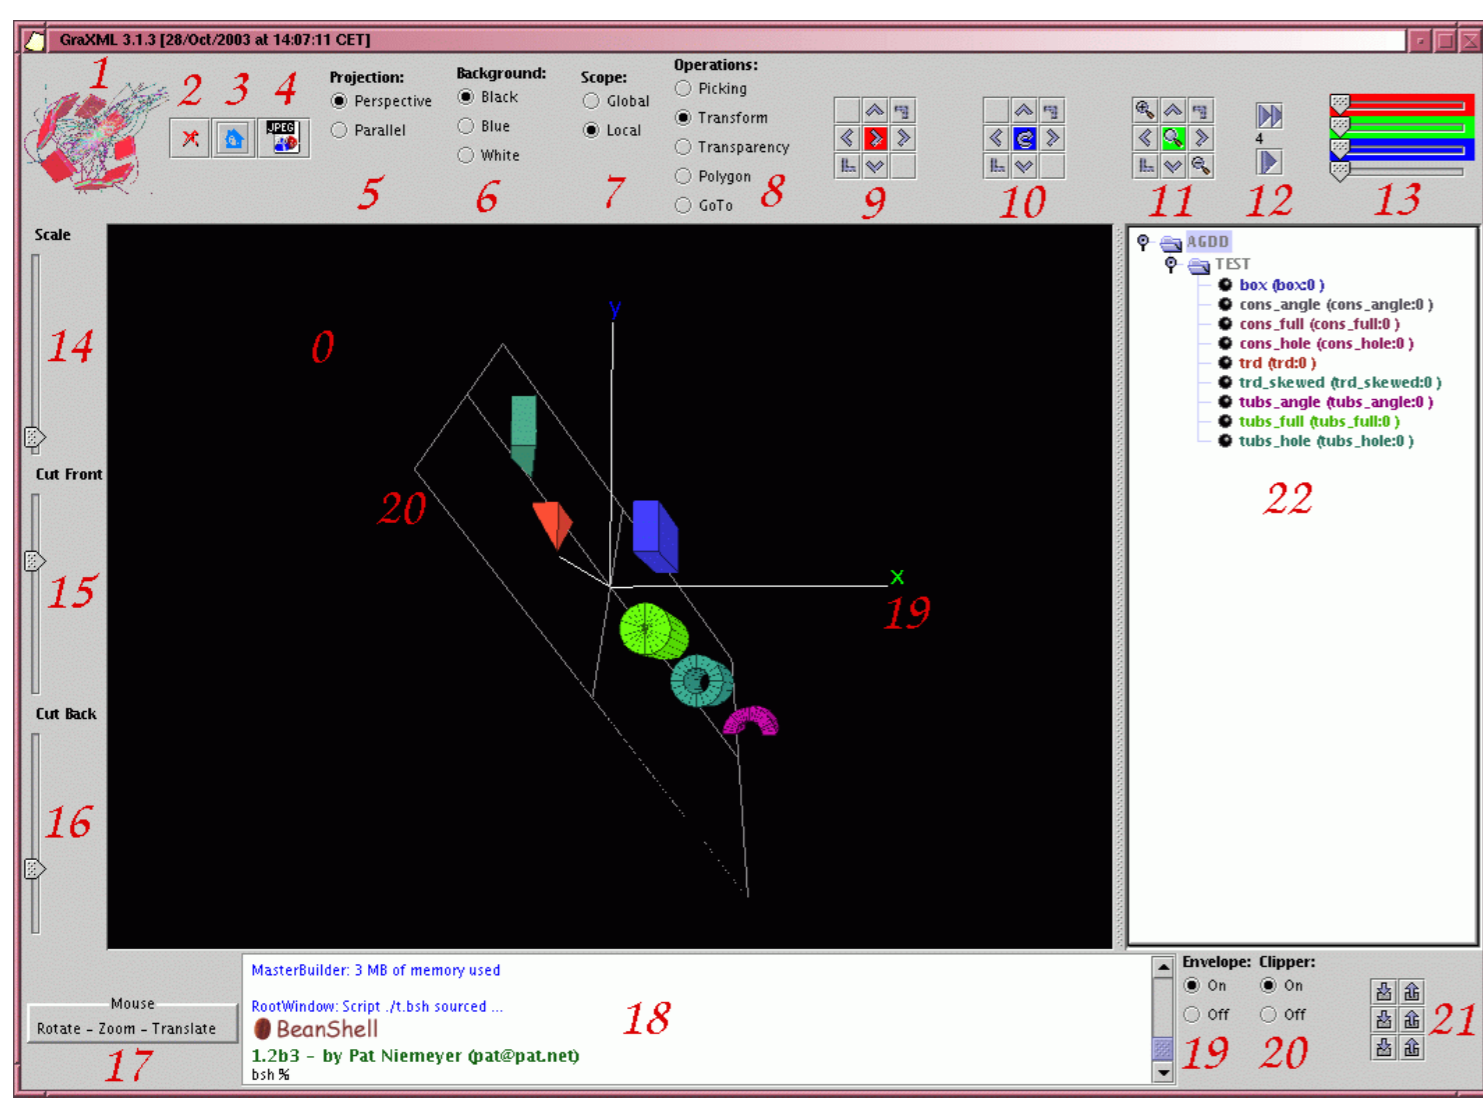 GraXML 3.1.3 [28/Oct/2003 at 14:07:11 CET]
1
2
3
4
JPEG
Projection:
Perspective
Parallel
5
Background:
Black
Blue
White
6
Scope:
Global
Local
7
Operations:
Picking
Transform
Transparency
Polygon
GoTo
8
9
10
11
4
12
13
Scale
14
Cut Front
15
Cut Back
16
0
y
20
x
19
AGDD
TEST
box (box:0 )
cons_angle (cons_angle:0 )
cons_full (cons_full:0 )
cons_hole (cons_hole:0 )
trd (trd:0 )
trd_skewed (trd_skewed:0 )
tubs_angle (tubs_angle:0 )
tubs_full (tubs_full:0 )
tubs_hole (tubs_hole:0 )
22
Mouse
Rotate - Zoom - Translate
17
MasterBuilder: 3 MB of memory used
RootWindow: Script ./t.bsh sourced ...
BeanShell
1.2b3 - by Pat Niemeyer (pat@pat.net)
bsh %
18
Envelope:
On
Off
19
Clipper:
On
Off
20
21